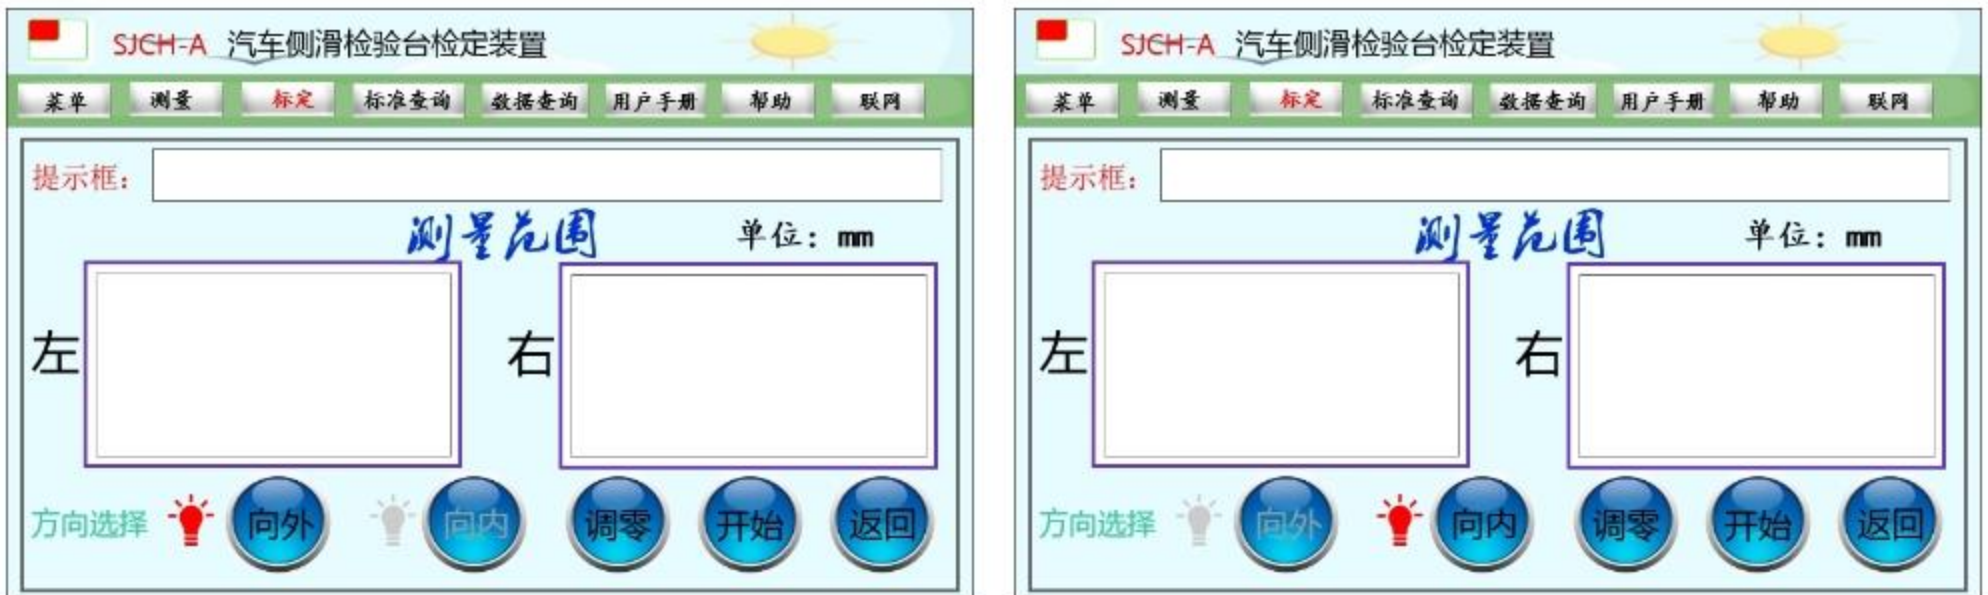 SJCH-A 汽车侧滑检验台检定装置
菜单 测量 标定 标准查询 数据查询 用户手册 帮助 联网
提示框：
测量范围 单位：mm
左 右
方向选择 向外 向内 调零 开始 返回
SJCH-A 汽车侧滑检验台检定装置
菜单 测量 标定 标准查询 数据查询 用户手册 帮助 联网
提示框：
测量范围 单位：mm
左 右
方向选择 向外 向内 调零 开始 返回